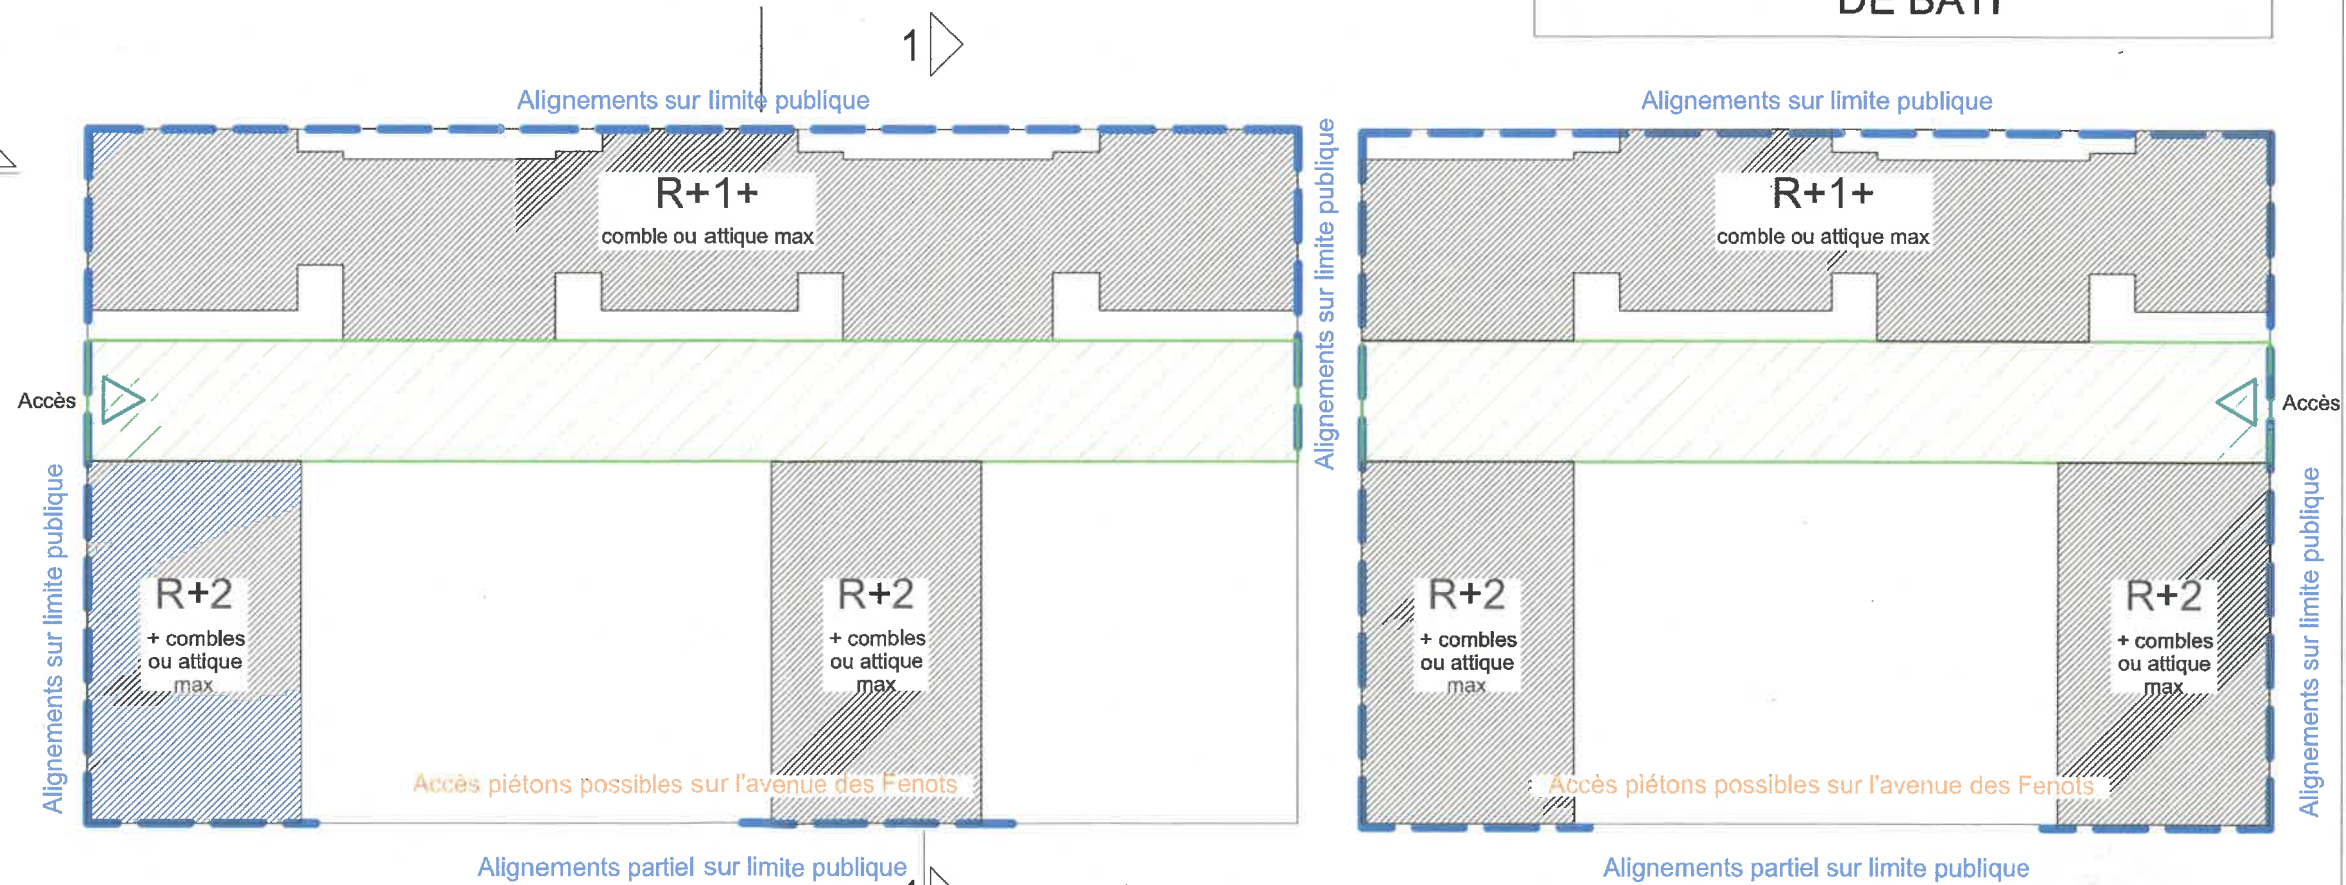 DE BATI
1
Alignements sur limite publique
Alignements sur limite publique
R+1+
comble ou attique max
Alignements sur limite publique
R+1+
comble ou attique max
Accès
Accès
Alignements sur limite publique
R+2
+ combles
ou attique
max
R+2
+ combles
ou attique
max
R+2
+ combles
ou attique
max
R+2
+ combles
ou attique
max
Alignements sur limite publique
Accès piétons possibles sur l'avenue des Fenots
Accès piétons possibles sur l'avenue des Fenots
Alignements partiel sur limite publique
Alignements partiel sur limite publique